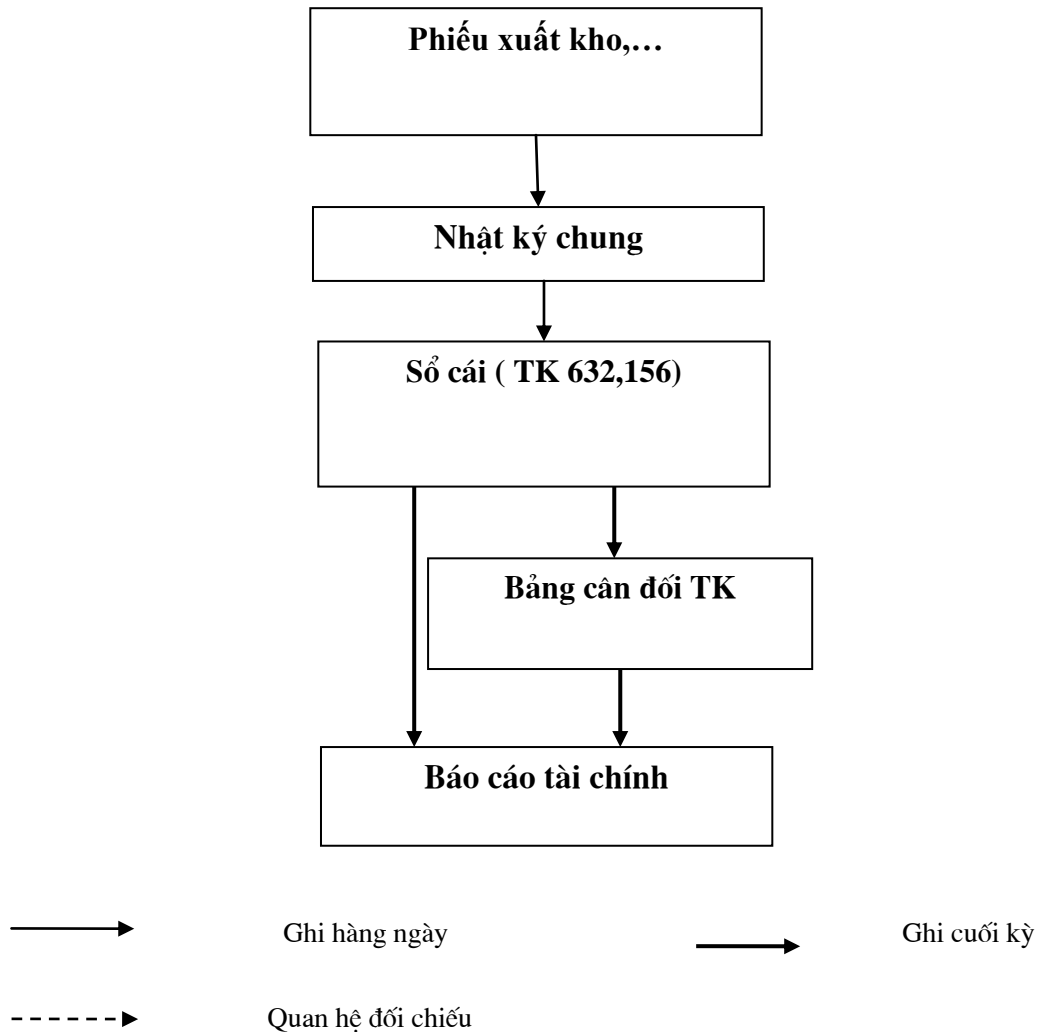 Phiếu xuất kho,…
Nhật ký chung
Sổ cái ( TK 632,156)
Bảng cân đối TK
Báo cáo tài chính
Ghi hàng ngày
Ghi cuối kỳ
Quan hệ đối chiếu